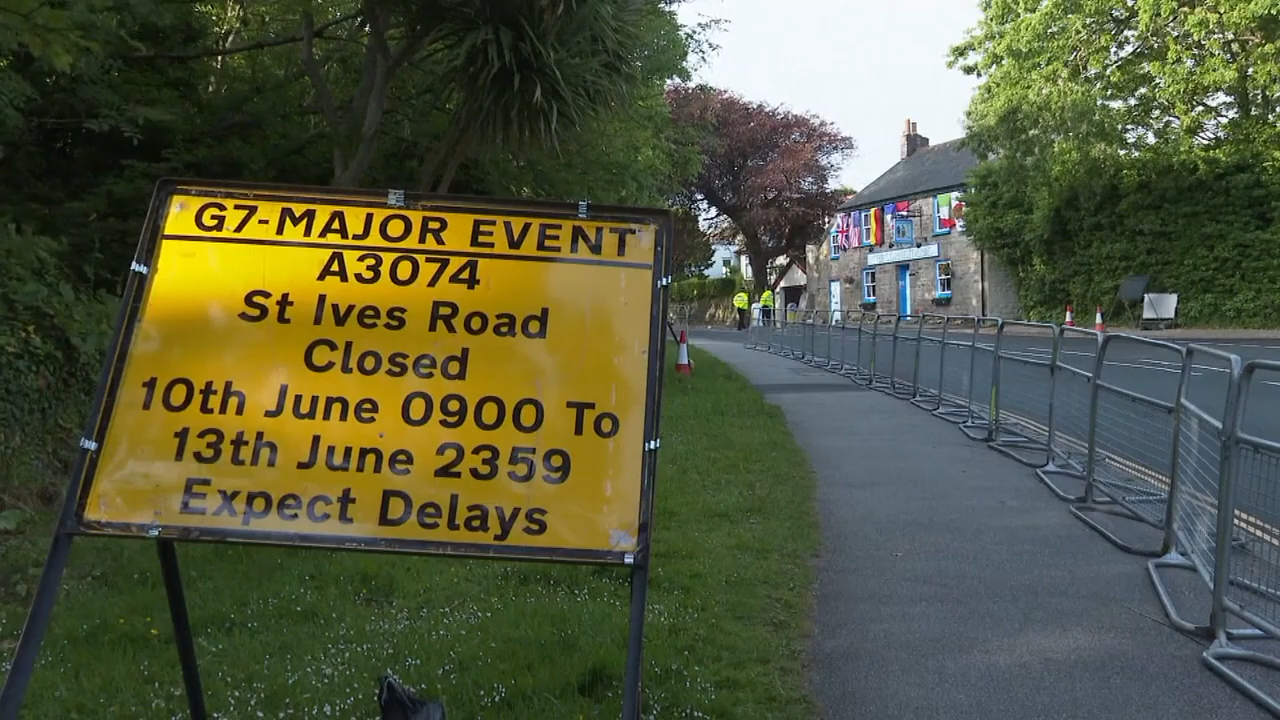 G7-MAJOR EVENT
A3074
St Ives Road
Closed
10th June 0900 To
13th June 2359
Expect Delays